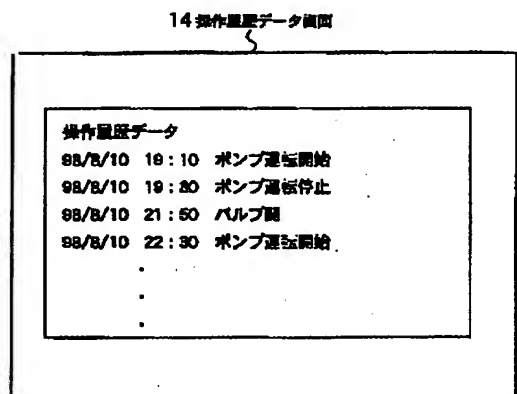 14 操作履歴データ画面
操作履歴データ
98/8/10 19:10 ポンプ運転開始
98/8/10 19:30 ポンプ運転停止
98/8/10 21:50 バルブ開
98/8/10 22:30 ポンプ運転開始